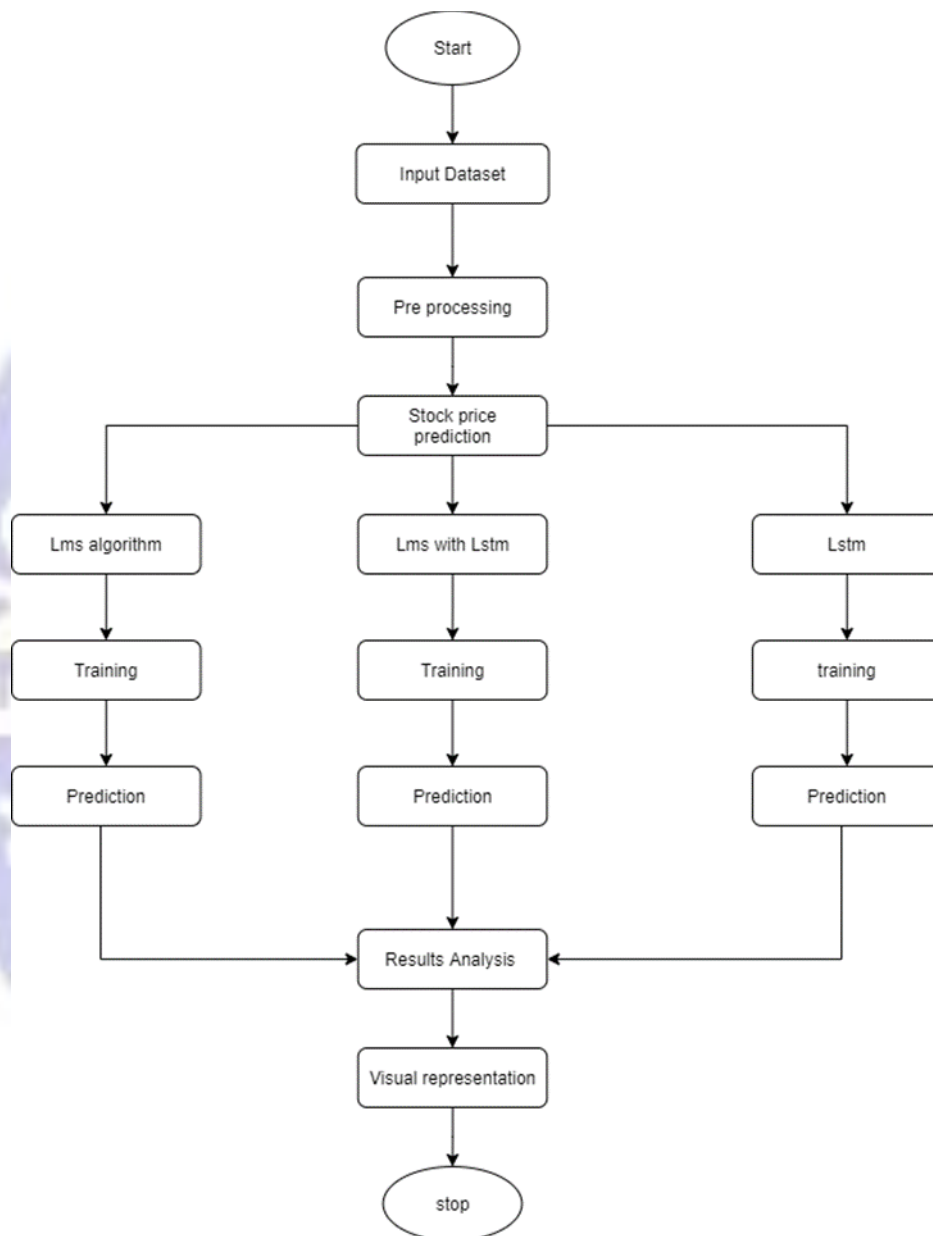 Start
Input Dataset
Pre processing
Stock price
prediction
Lms algorithm
Lms with Lstm
Lstm
Training
Training
training
Prediction
Prediction
Prediction
Results Analysis
Visual representation
stop